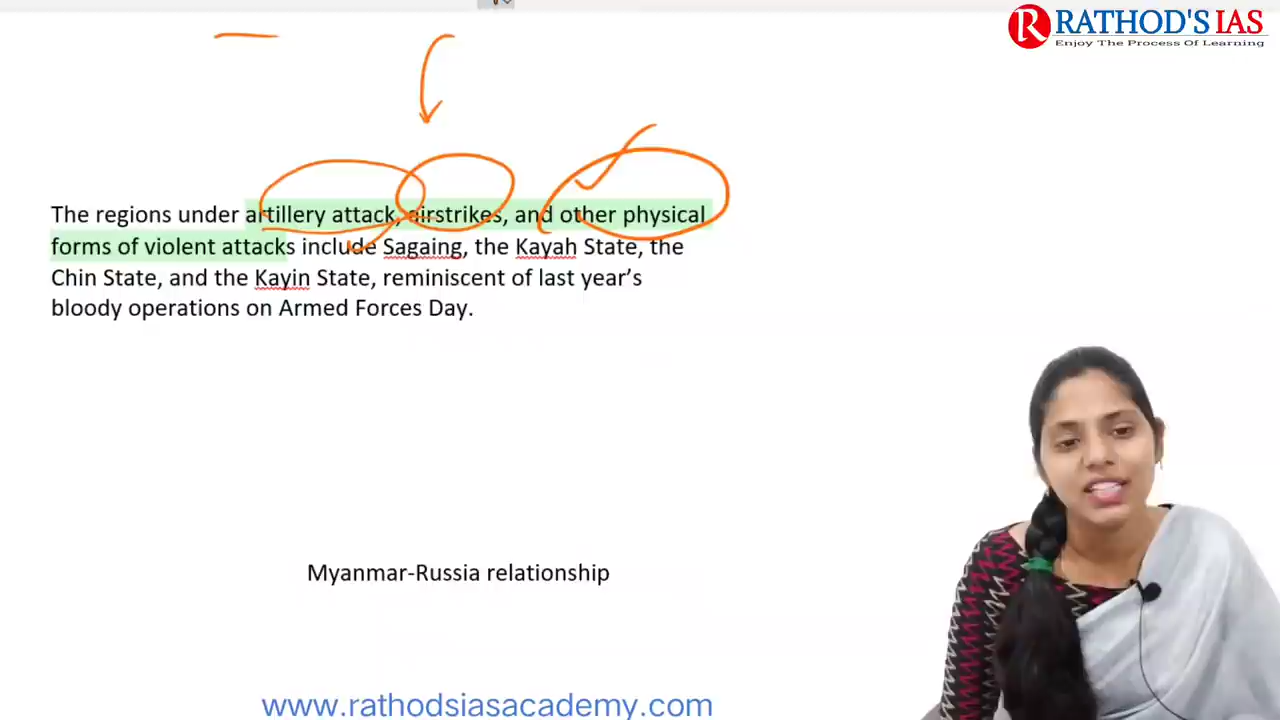 RATHOD'S IAS
Enjoy The Process Of Learning
The regions under artillery attack, airstrikes, and other physical
forms of violent attacks include Sagaing, the Kayah State, the
Chin State, and the Kayin State, reminiscent of last year’s
bloody operations on Armed Forces Day.
Myanmar-Russia relationship
www.rathodsiasacademy.com